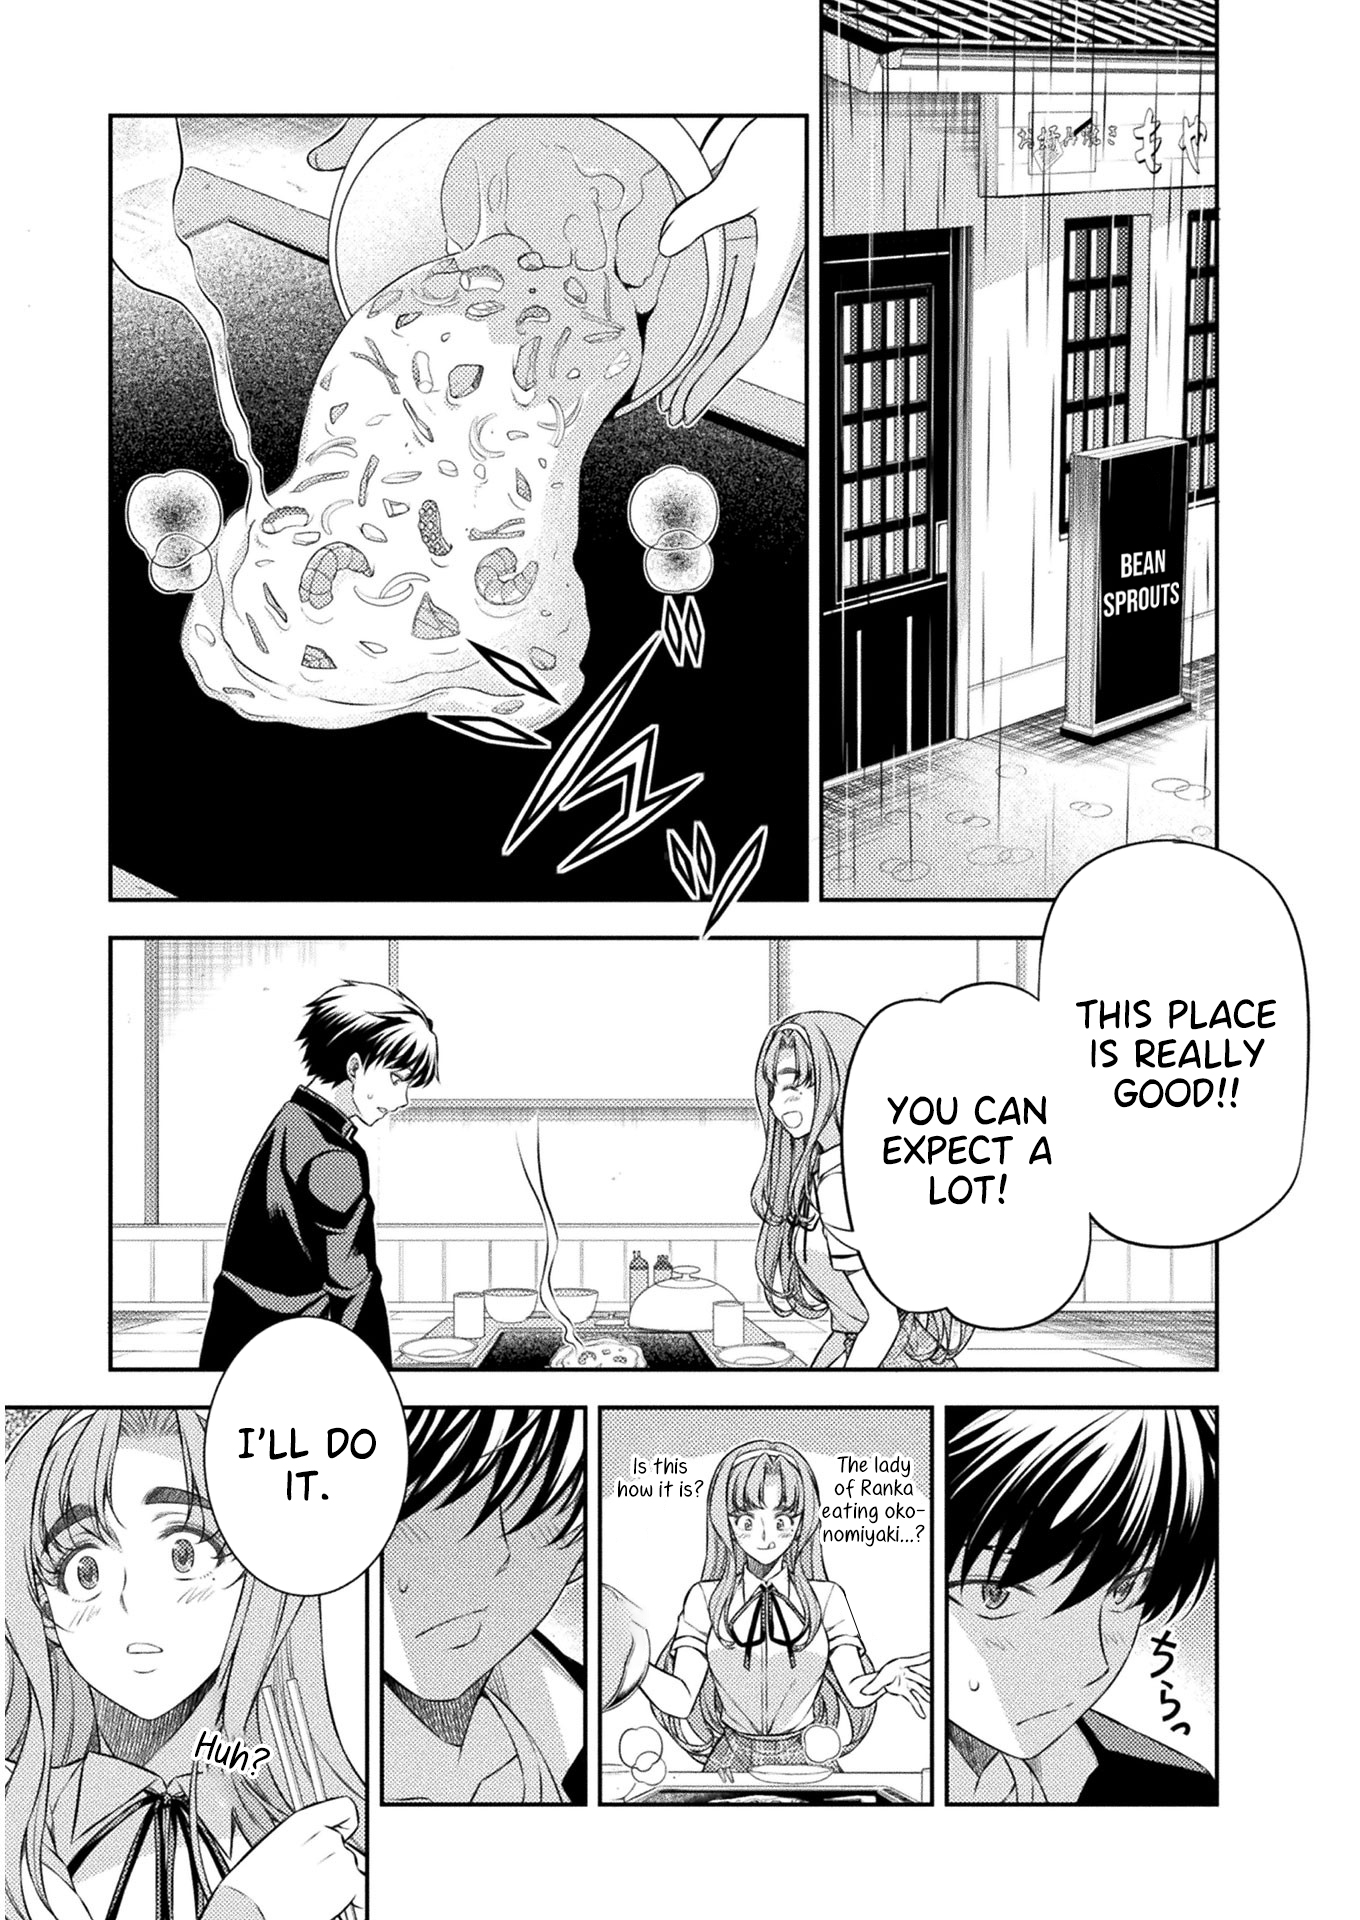 お好み焼き もや
BEAN
SPROUTS
THIS PLACE
IS REALLY
GOOD!!
YOU CAN
EXPECT A
LOT!
ちらっ
The lady
of Ranka
eating oko-
nomiyaki...?
Is this
how it is?
I'LL DO
IT.
Huh?